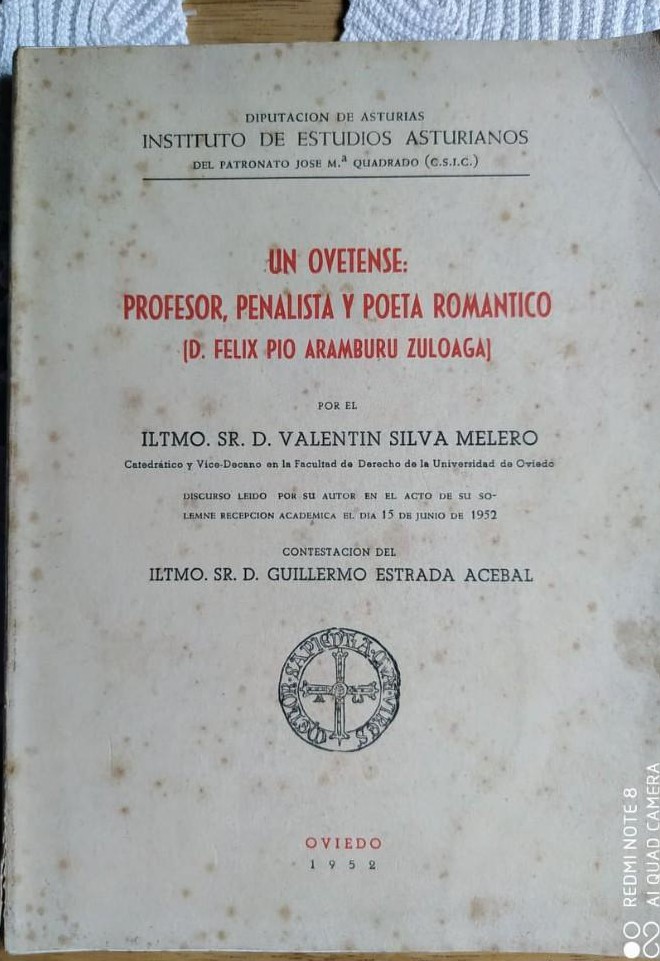 DIPUTACION DE ASTURIAS
INSTITUTO DE ESTUDIOS ASTURIANOS
DEL PATRONATO JOSE M.ª QUADRADO (C.S.I.C.)
UN OVETENSE:
PROFESOR, PENALISTA Y POETA ROMANTICO
(D. FELIX PIO ARAMBURU ZULOAGA)
POR EL
ILTMO. SR. D. VALENTIN SILVA MELERO
Catedrático y Vice-Decano en la Facultad de Derecho de la Universidad de Oviedo
DISCURSO LEIDO POR SU AUTOR EN EL ACTO DE SU SO-
LEMNE RECEPCION ACADEMICA EL DIA 15 DE JUNIO DE 1952
CONTESTACION DEL
ILTMO. SR. D. GUILLERMO ESTRADA ACEBAL
OVIEDO
1952
REDMI NOTE 8
AI QUAD CAMERA